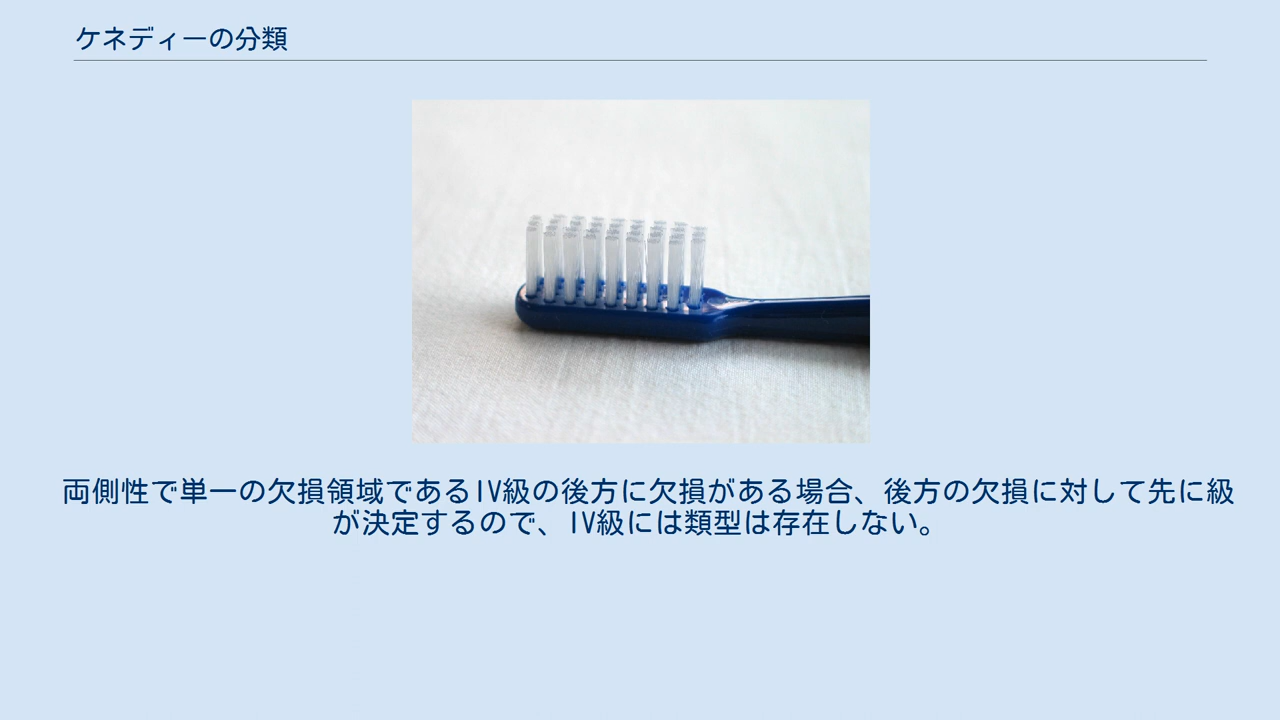 ケネディーの分類
両側性で単一の欠損領域であるIV級の後方に欠損がある場合、後方の欠損に対して先に級
が決定するので、IV級には類型は存在しない。